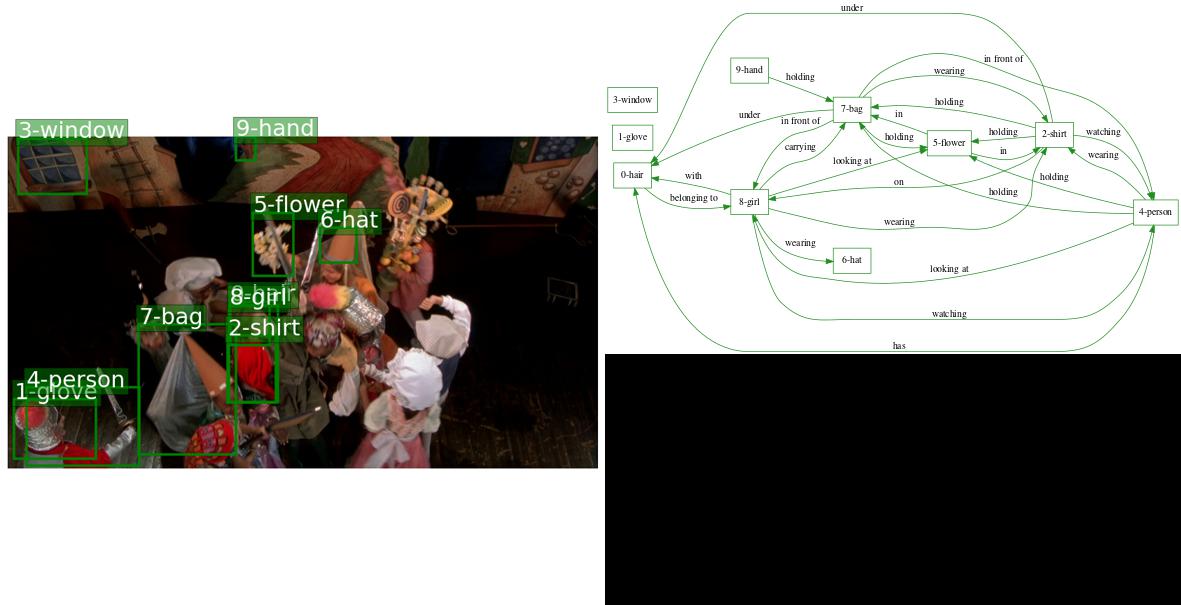 3-window
9-hand
5-flower
6-hat
0-hair
8-girl
7-bag
2-shirt
4-person
1-glove
under
in front of
9-hand
wearing
holding
3-window
holding
7-bag
under
in front of
in
1-glove
holding
holding
2-shirt
watching
5-flower
carrying
in
wearing
looking at
0-hair
with
on
holding
holding
belonging to
8-girl
4-person
wearing
wearing
6-hat
looking at
watching
has